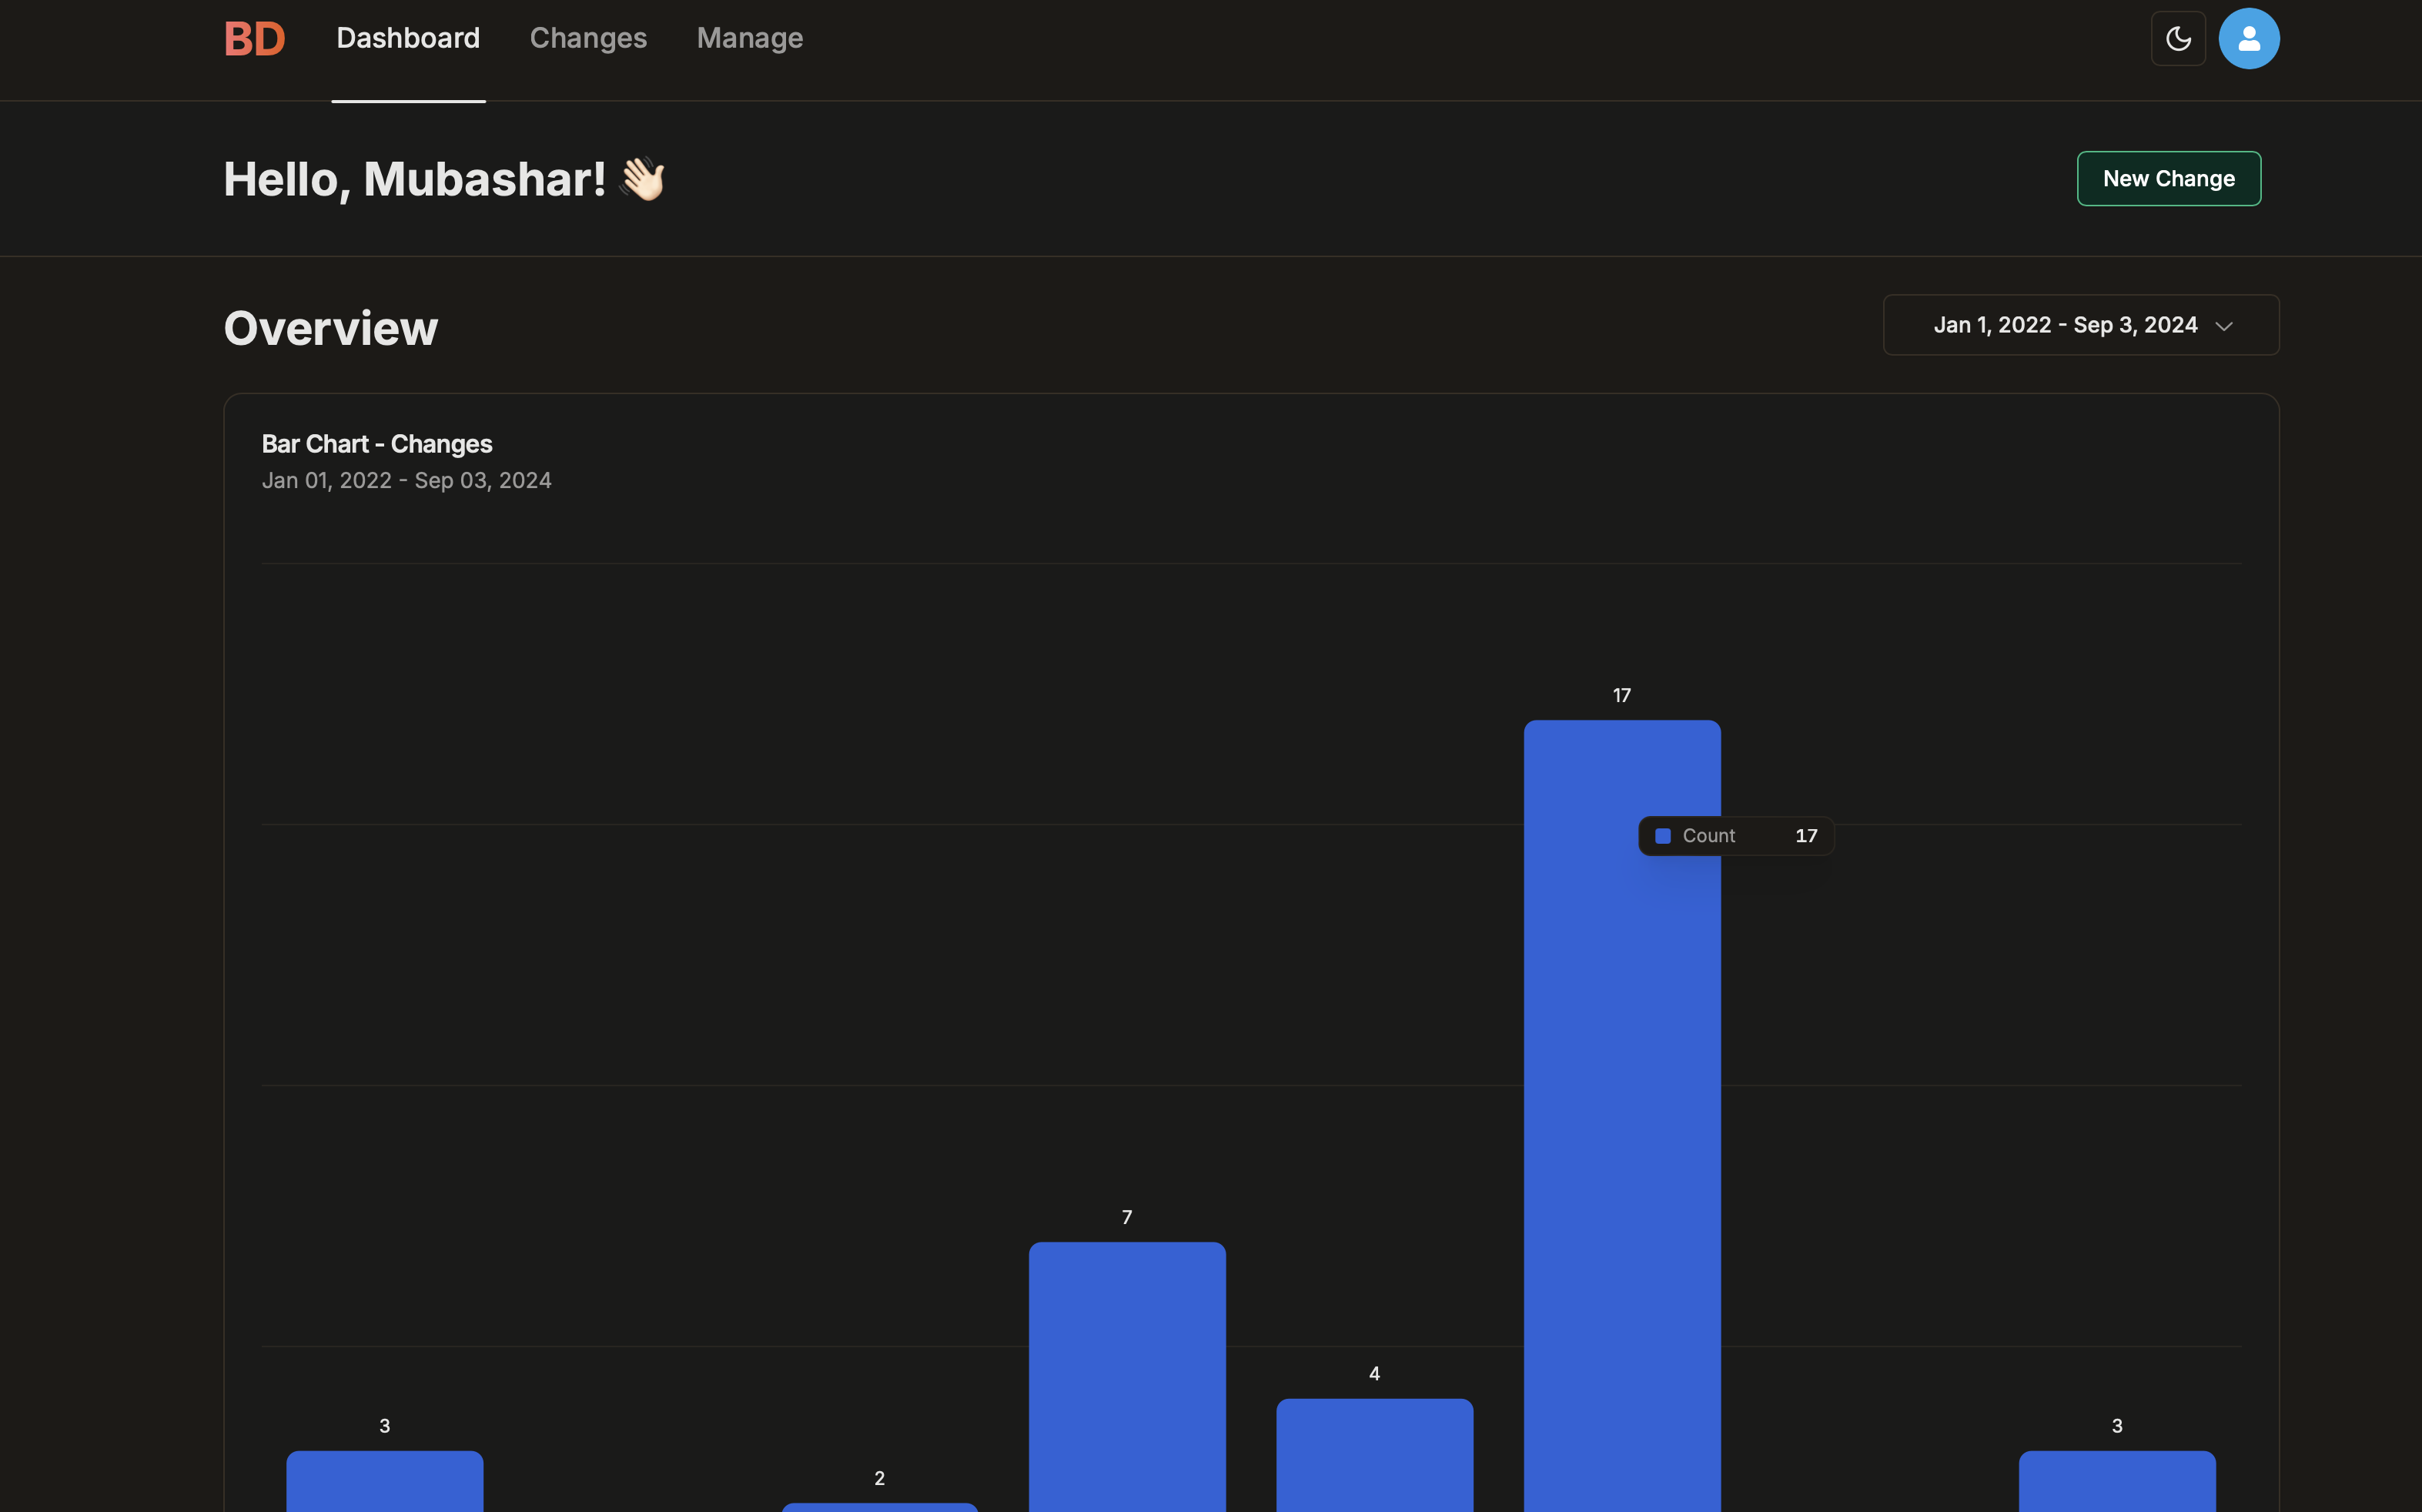 BD Dashboard Changes Manage
Hello, Mubashar! 👋🏻
New Change
Overview
Jan 1, 2022 - Sep 3, 2024
Bar Chart - Changes
Jan 01, 2022 - Sep 03, 2024
17
Count 17
7
4
3
3
2